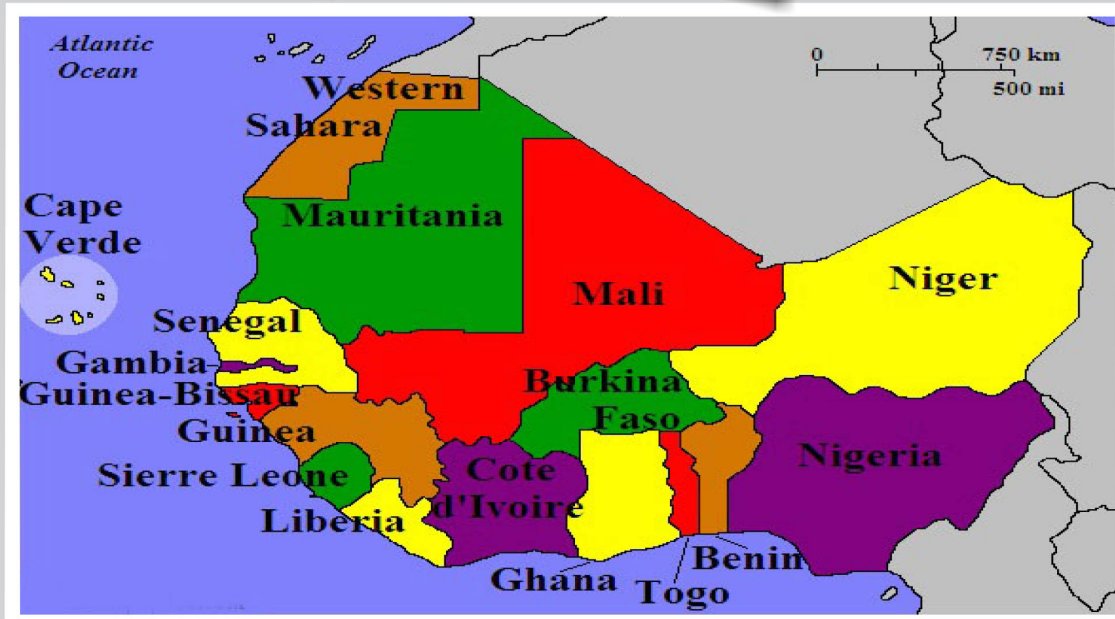 Atlantic
Ocean
0 750 km
500 mi
Western
Sahara
Cape
Verde
Mauritania
Mali
Niger
Senegal
Gambia
Guinea-Bissau
Burkina
Faso
Guinea
Nigeria
Sierre Leone
Cote
d'Ivoire
Liberia
Ghana
Togo
Benin